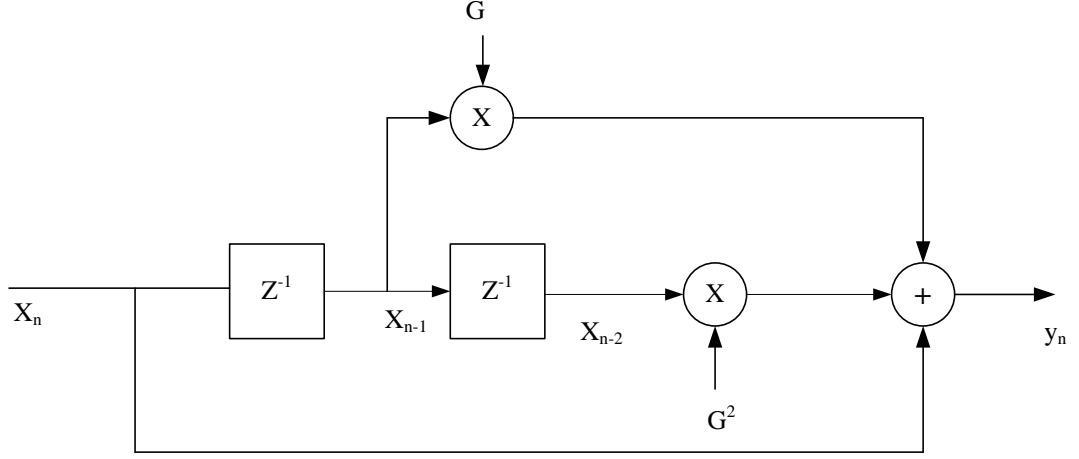 G
X
Z⁻¹
Z⁻¹
X
+
Xₙ
Xₙ₋₁
Xₙ₋₂
yₙ
G²